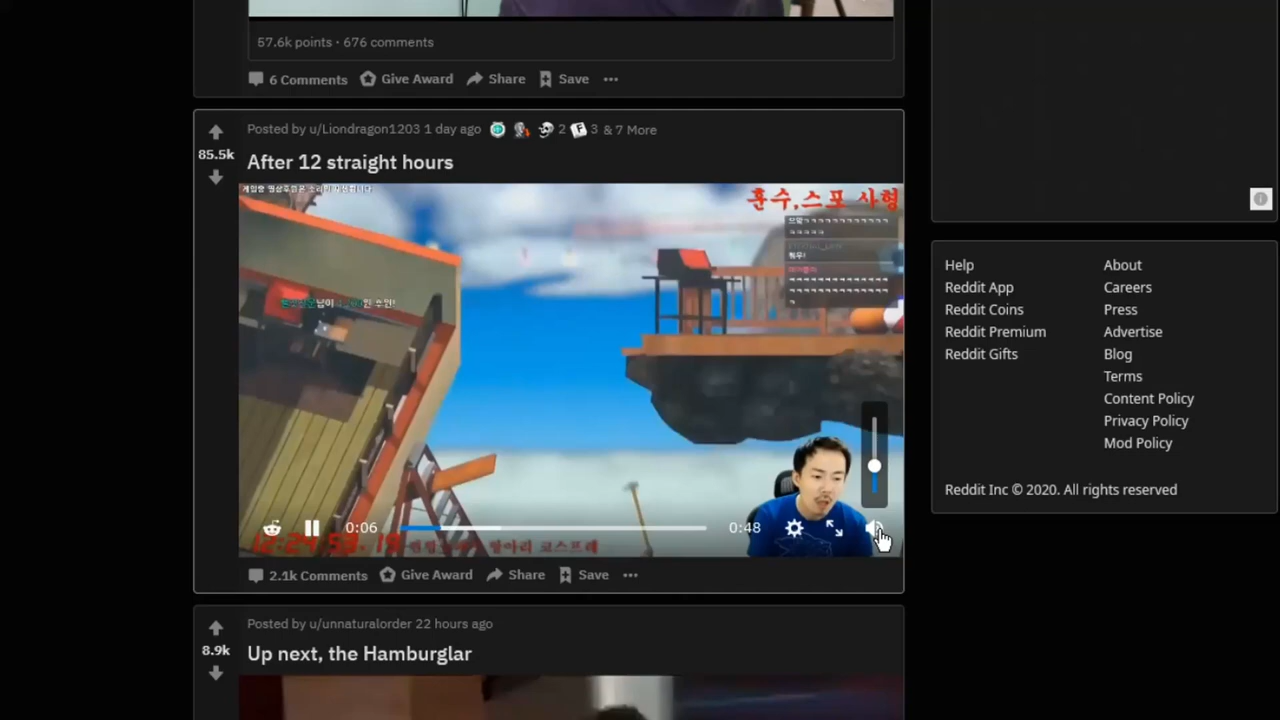 57.6k points · 676 comments
6 Comments Give Award Share Save
Posted by u/Liondragon1203 1 day ago 2 3 & 7 More
85.5k
After 12 straight hours
훈수,스포 사형
0:06
0:48
2.1k Comments Give Award Share Save
Posted by u/unnaturalorder 22 hours ago
8.9k
Up next, the Hamburglar
Help
Reddit App
Reddit Coins
Reddit Premium
Reddit Gifts
About
Careers
Press
Advertise
Blog
Terms
Content Policy
Privacy Policy
Mod Policy
Reddit Inc © 2020. All rights reserved